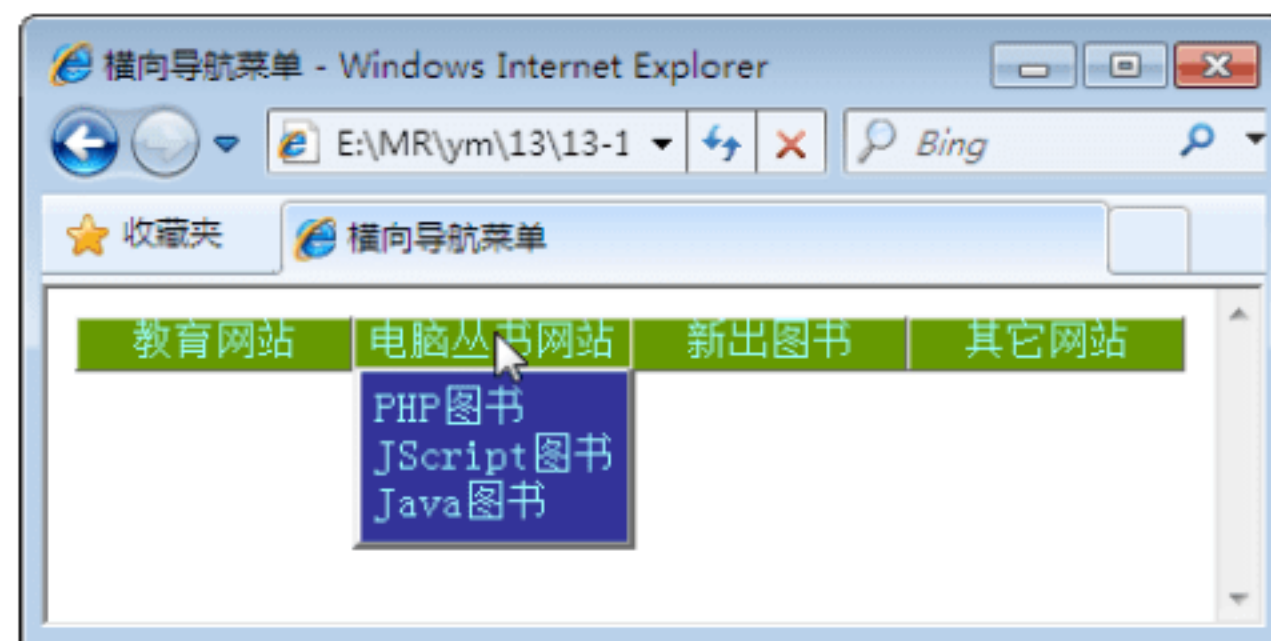 横向导航菜单 - Windows Internet Explorer
E:\MR\ym\13\13-1 Bing
收藏夹 横向导航菜单
教育网站 电脑丛书网站 新出图书 其它网站
PHP图书
JScript图书
Java图书